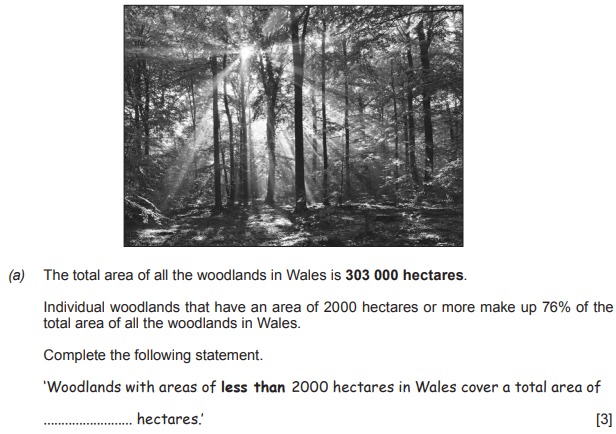 (a) The total area of all the woodlands in Wales is 303 000 hectares.
Individual woodlands that have an area of 2000 hectares or more make up 76% of the
total area of all the woodlands in Wales.
Complete the following statement.
‘Woodlands with areas of less than 2000 hectares in Wales cover a total area of
......................... hectares.’ [3]